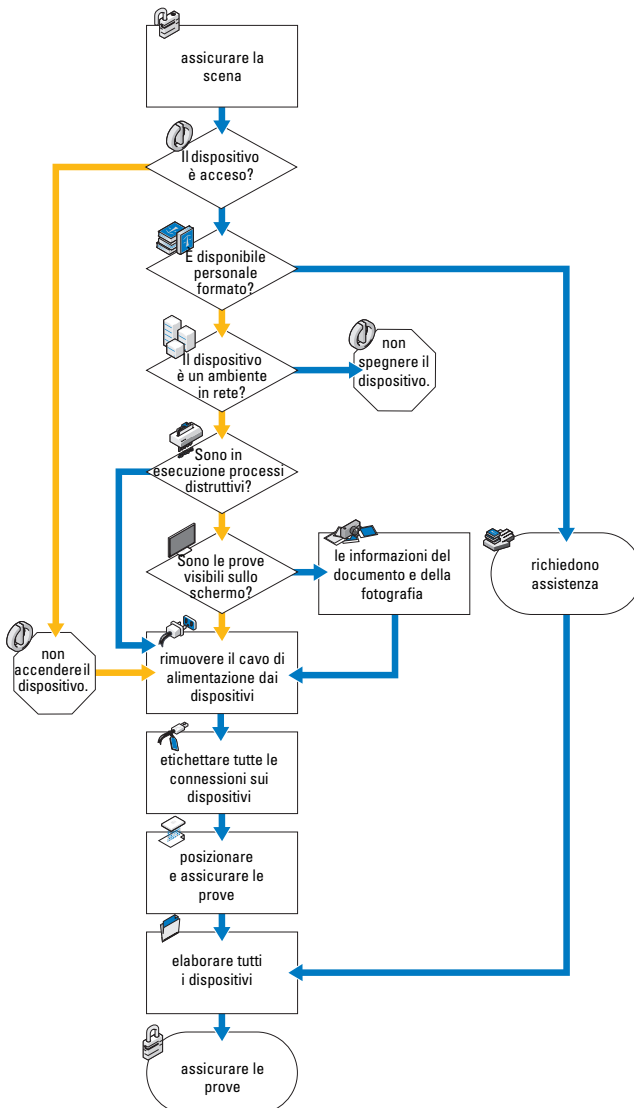 assicurare la
scena
Il dispositivo
è acceso?
È disponibile
personale
formato?
Il dispositivo
è un ambiente
in rete?
non
spegnere il
dispositivo.
Sono in
esecuzione processi
distruttivi?
Sono le prove
visibili sullo
schermo?
le informazioni del
documento e della
fotografia
richiedono
assistenza
non
accendere il
dispositivo.
rimuovere il cavo di
alimentazione dai
dispositivi
etichettare tutte le
connessioni sui
dispositivi
posizionare
e assicurare le
prove
elaborare tutti
i dispositivi
assicurare le
prove